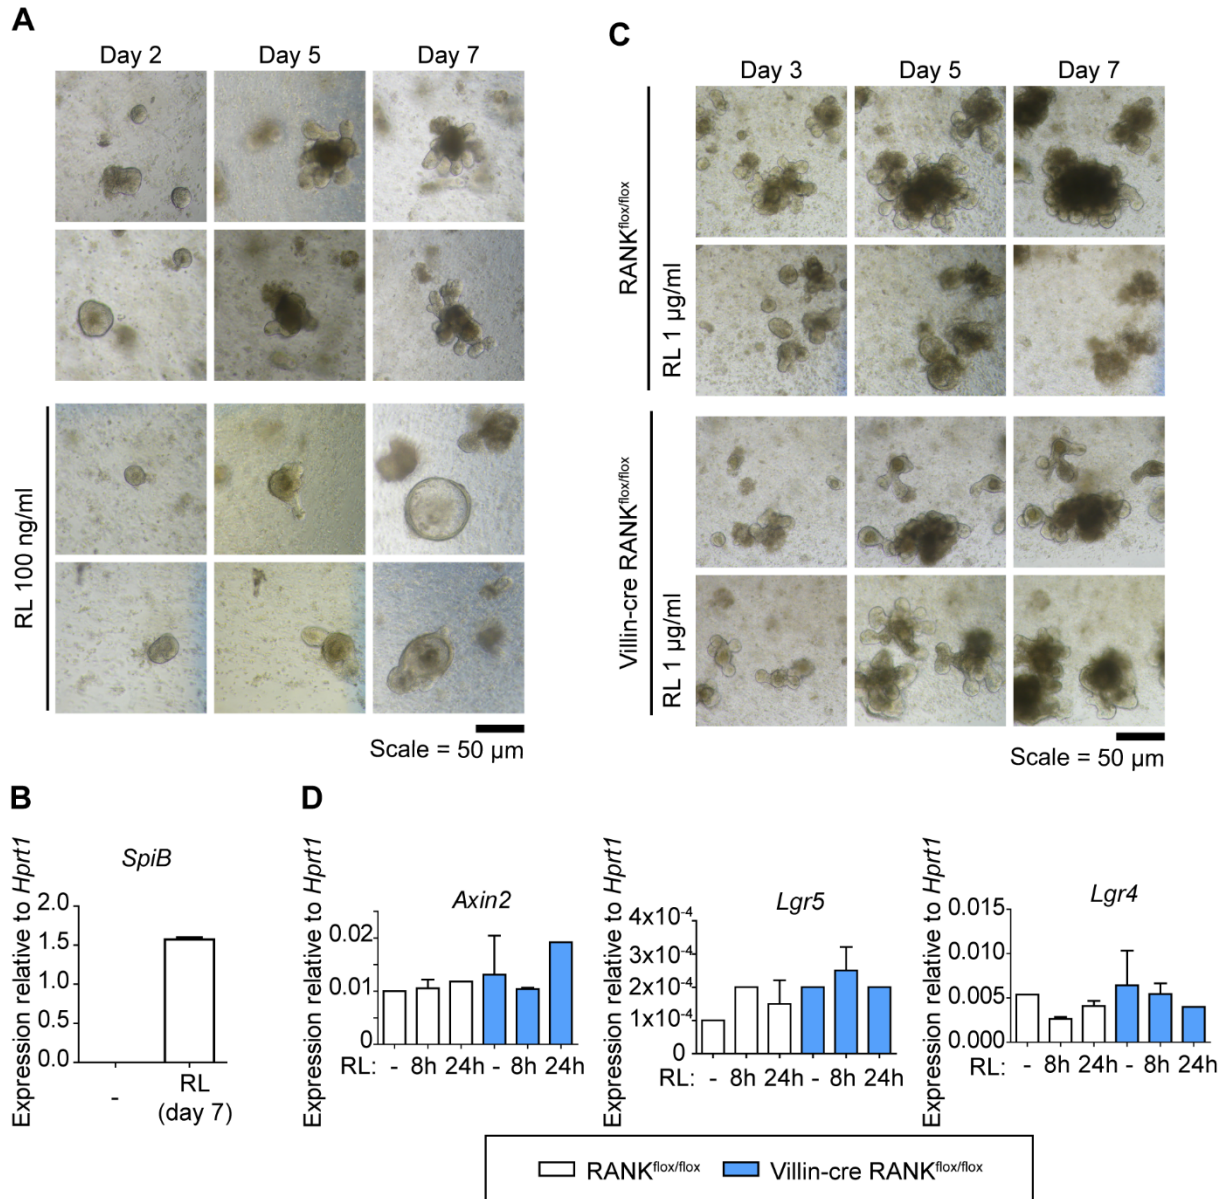 A
Day 2
Day 5
Day 7
RL 100 ng/ml
Scale = 50 µm
C
Day 3
Day 5
Day 7
RANKflox/flox
RL 1 µg/ml
Villin-cre RANKflox/flox
RL 1 µg/ml
Scale = 50 µm
B
Expression relative to Hprt1
SpiB
2.0
1.5
1.0
0.5
0.0
-
RL
(day 7)
D
Expression relative to Hprt1
Axin2
0.02
0.01
0
RL: - 8h 24h - 8h 24h
Expression relative to Hprt1
Lgr5
4x10-4
3x10-4
2x10-4
1x10-4
0
RL: - 8h 24h - 8h 24h
Expression relative to Hprt1
Lgr4
0.015
0.010
0.005
0.000
RL: - 8h 24h - 8h 24h
RANKflox/flox
Villin-cre RANKflox/flox